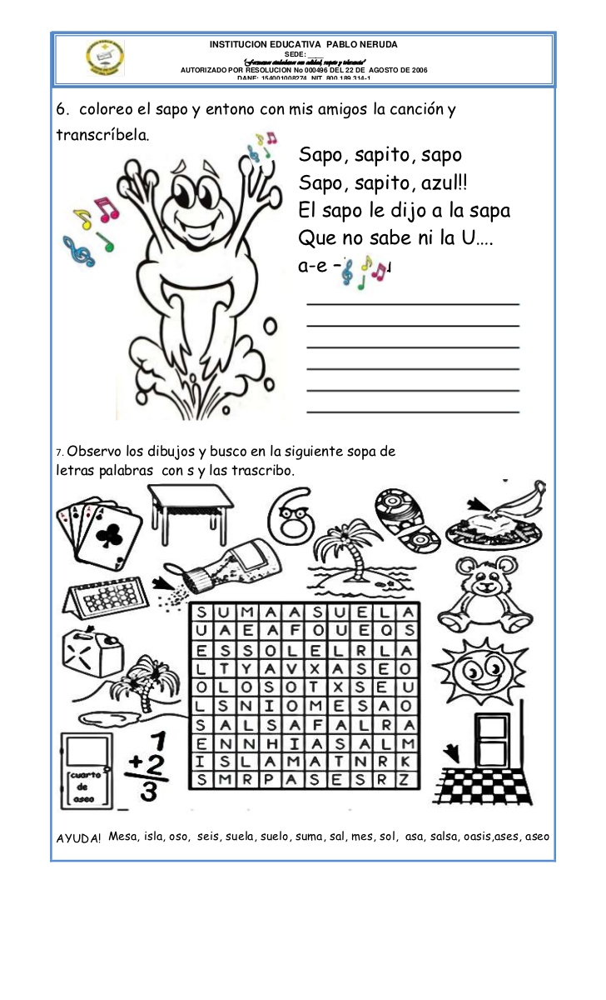 INSTITUCION EDUCATIVA PABLO NERUDA
SEDE: ____
"Formamos ciudadanos con calidad, respeto y tolerancia"
AUTORIZADO POR RESOLUCION No 000496 DEL 22 DE AGOSTO DE 2006
DANE: 154001008274 NIT. 800.189.314-1
6. coloreo el sapo y entono con mis amigos la canción y
transcríbela.
Sapo, sapito, sapo
Sapo, sapito, azul!!
El sapo le dijo a la sapa
Que no sabe ni la U....
a-e -
7. Observo los dibujos y busco en la siguiente sopa de
letras palabras con s y las trascribo.
6
S U M A A S U E L A
U A E A F O U E Q S
E S S O L E L R L A
L T Y A V X A S E O
O L O S O T X S E U
L S N I O M E S A O
S A L S A F A L R A
E N N H I A S A L M
I S L A M A T N R K
S M R P A S E S R Z
cuarto
de
aseo
1
+2
3
AYUDA! Mesa, isla, oso, seis, suela, suelo, suma, sal, mes, sol, asa, salsa, oasis,ases, aseo